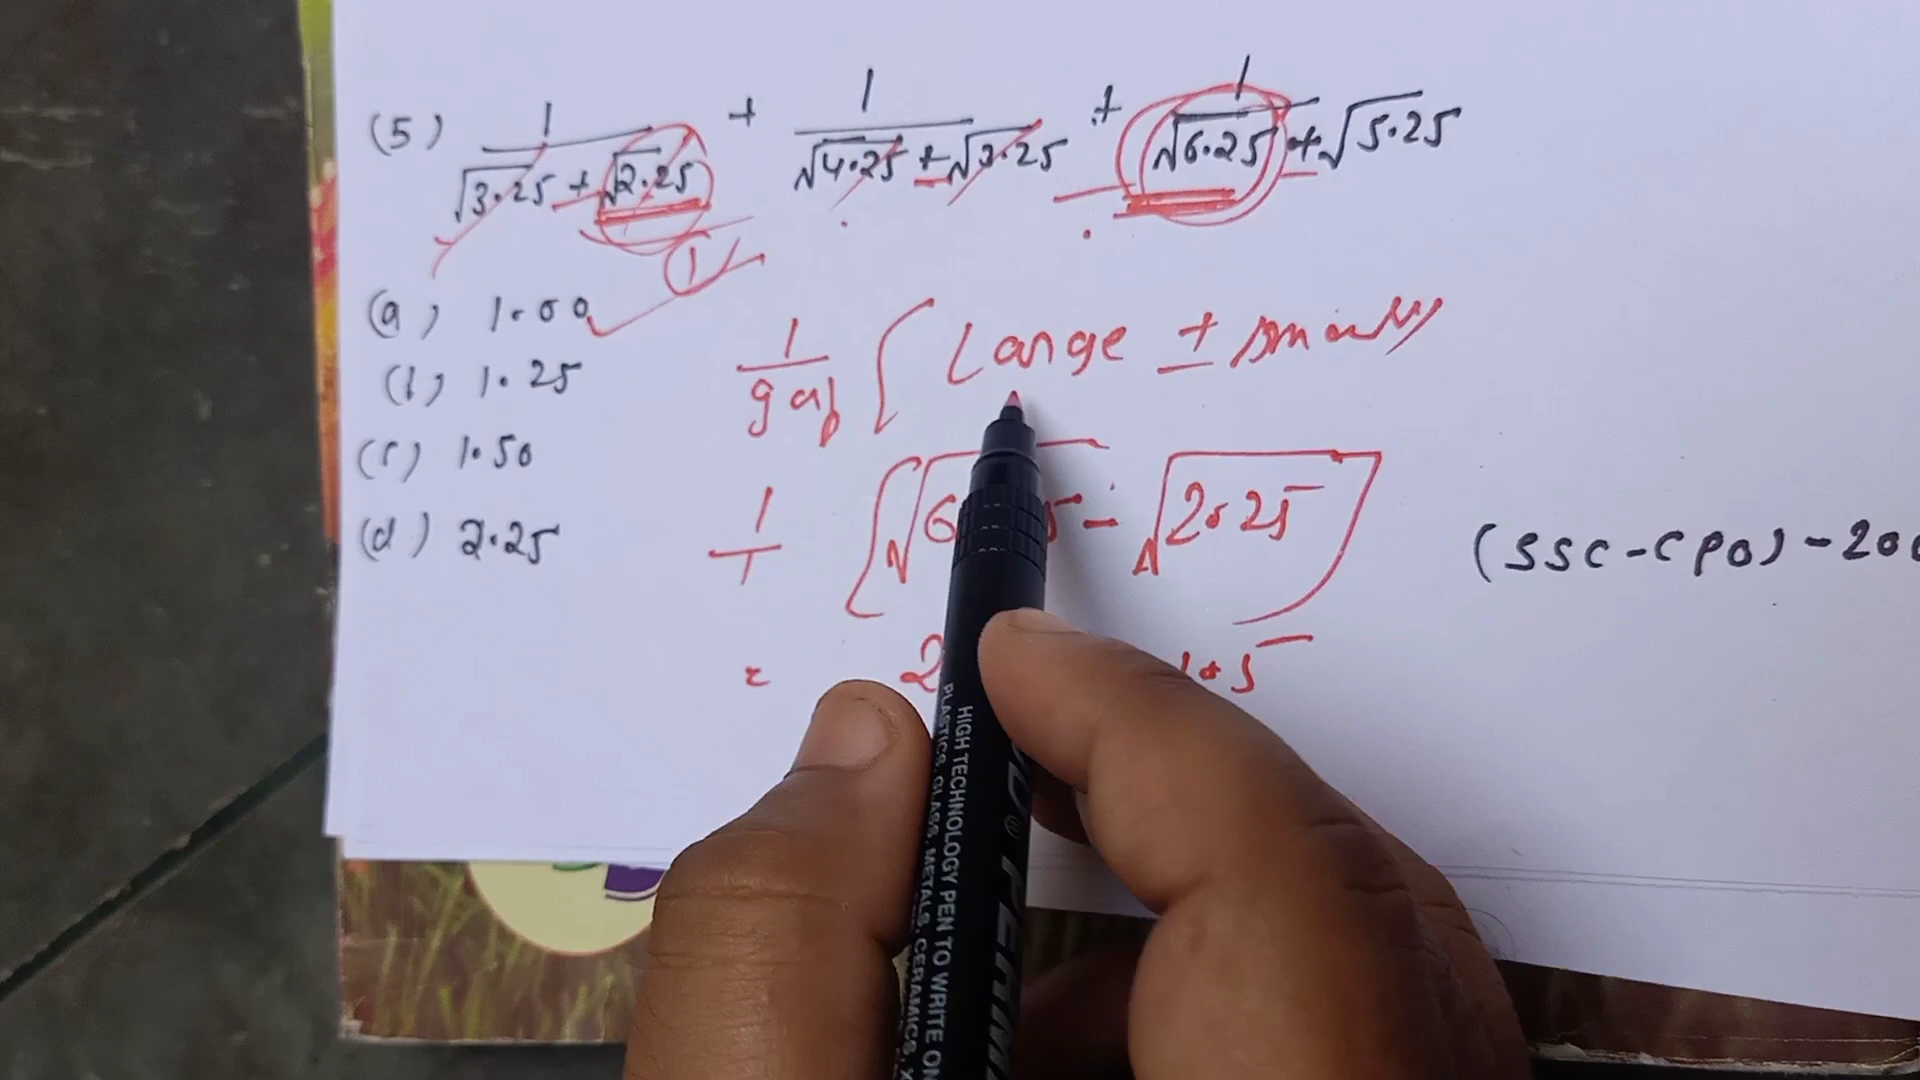 (5) 1/(√3.25 + √2.25) + 1/(√4.25 + √3.25) + 1/(√6.25 + √5.25)
1
(a) 1.00
1/gap [Large ±
(b) 1.25
(c) 1.50
(d) 2.25
1/1 [√6 5 - √2.25]
(SSC-CPO)-200
= 2 1.5
HIGH TECHNOLOGY PEN TO WRITE ON
PLASTICS, GLASS, METALS, CERAMICS,